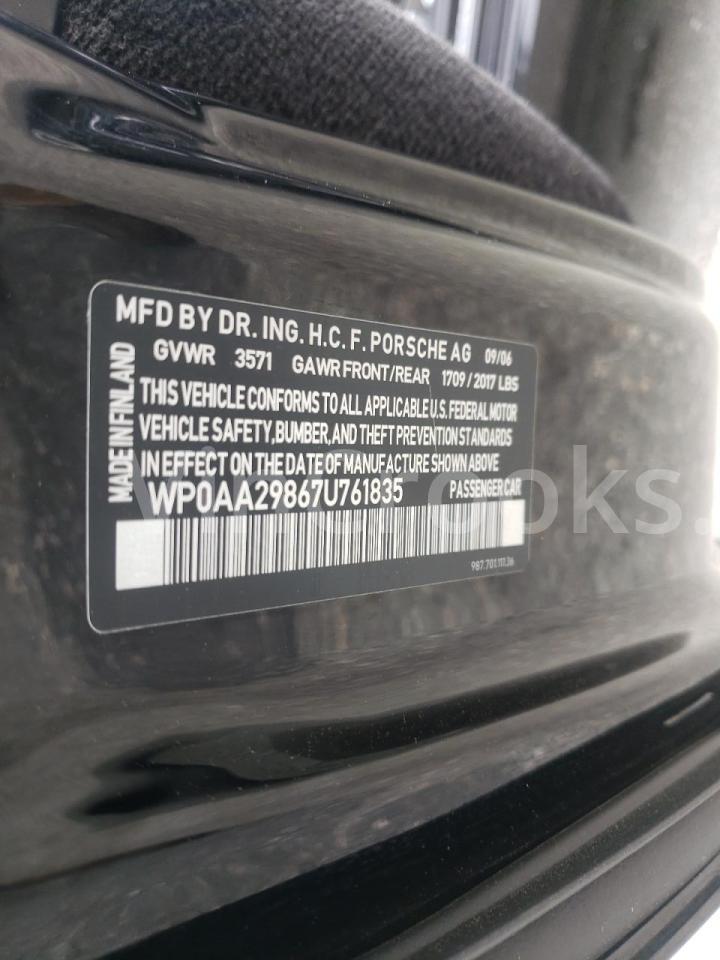 MFD BY DR. ING. H.C. F. PORSCHE AG 09/06
GVWR 3571 GAWR FRONT/REAR 1709 / 2017 LBS
THIS VEHICLE CONFORMS TO ALL APPLICABLE U.S. FEDERAL MOTOR
VEHICLE SAFETY, BUMBER, AND THEFT PREVENTION STANDARDS
IN EFFECT ON THE DATE OF MANUFACTURE SHOWN ABOVE
WP0AA29867U761835 PASSENGER CAR
987.701.111.36
MADE IN FINLAND
VinCrooks.